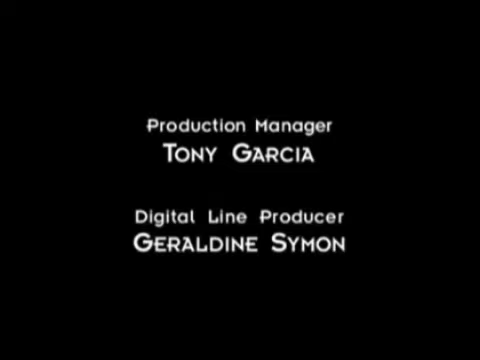 Production Manager
TONY GARCIA
Digital Line Producer
GERALDINE SYMON